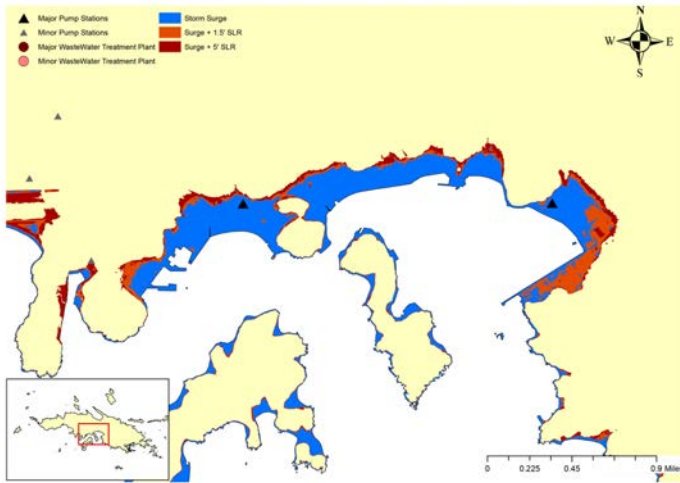 Major Pump Stations
Minor Pump Stations
Major WasteWater Treatment Plant
Minor WasteWater Treatment Plant
Storm Surge
Surge + 1.5' SLR
Surge + 5' SLR
N
W E
S
0 0.225 0.45 0.9 Miles